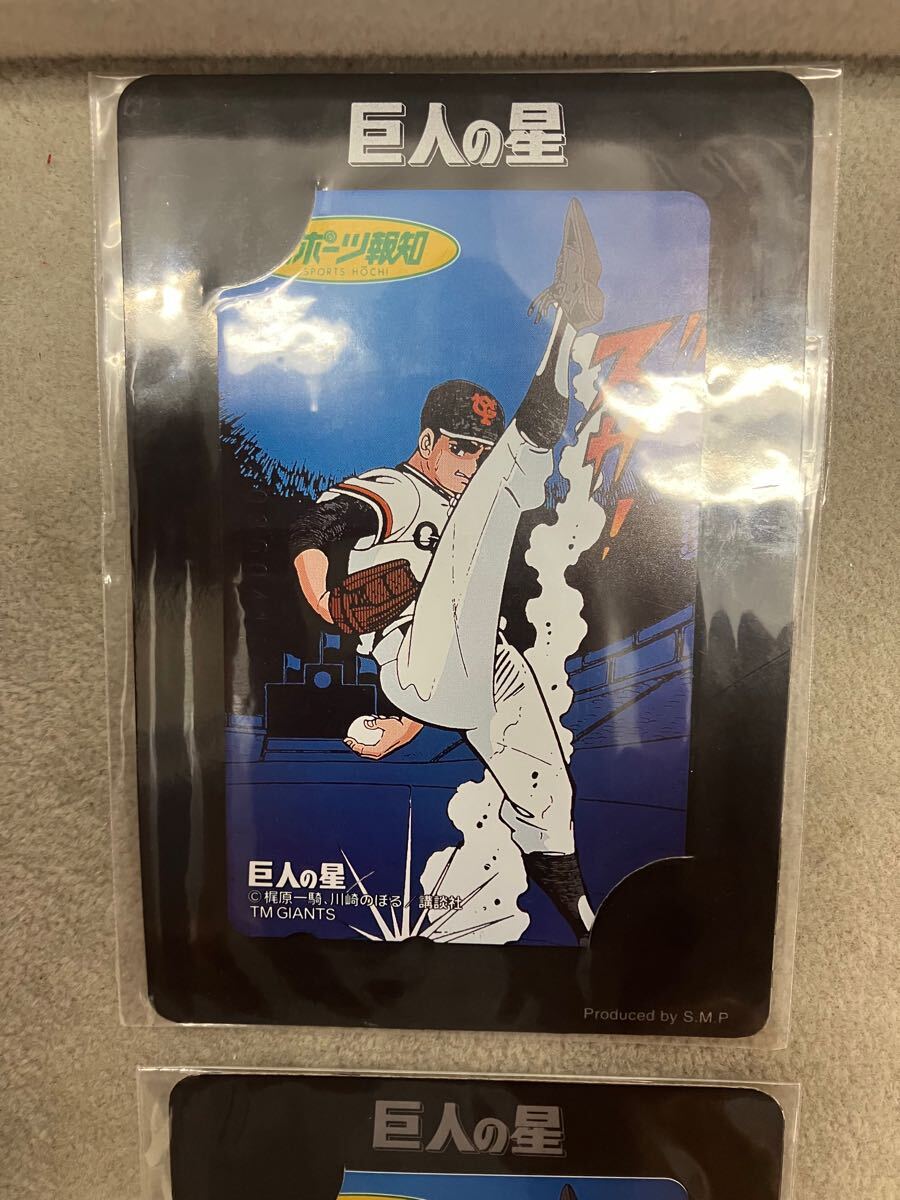 巨人の星
ポーツ報知
SPORTS HOCHI
G
巨人の星
©梶原一騎、川崎のぼる／講談社
TM GIANTS
Produced by S.M.P
巨人の星